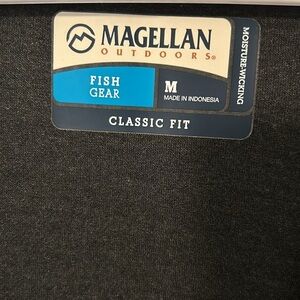 MAGELLAN
OUTDOORS®
FISH
GEAR
M
MADE IN INDONESIA
MOISTURE-WICKING
CLASSIC FIT